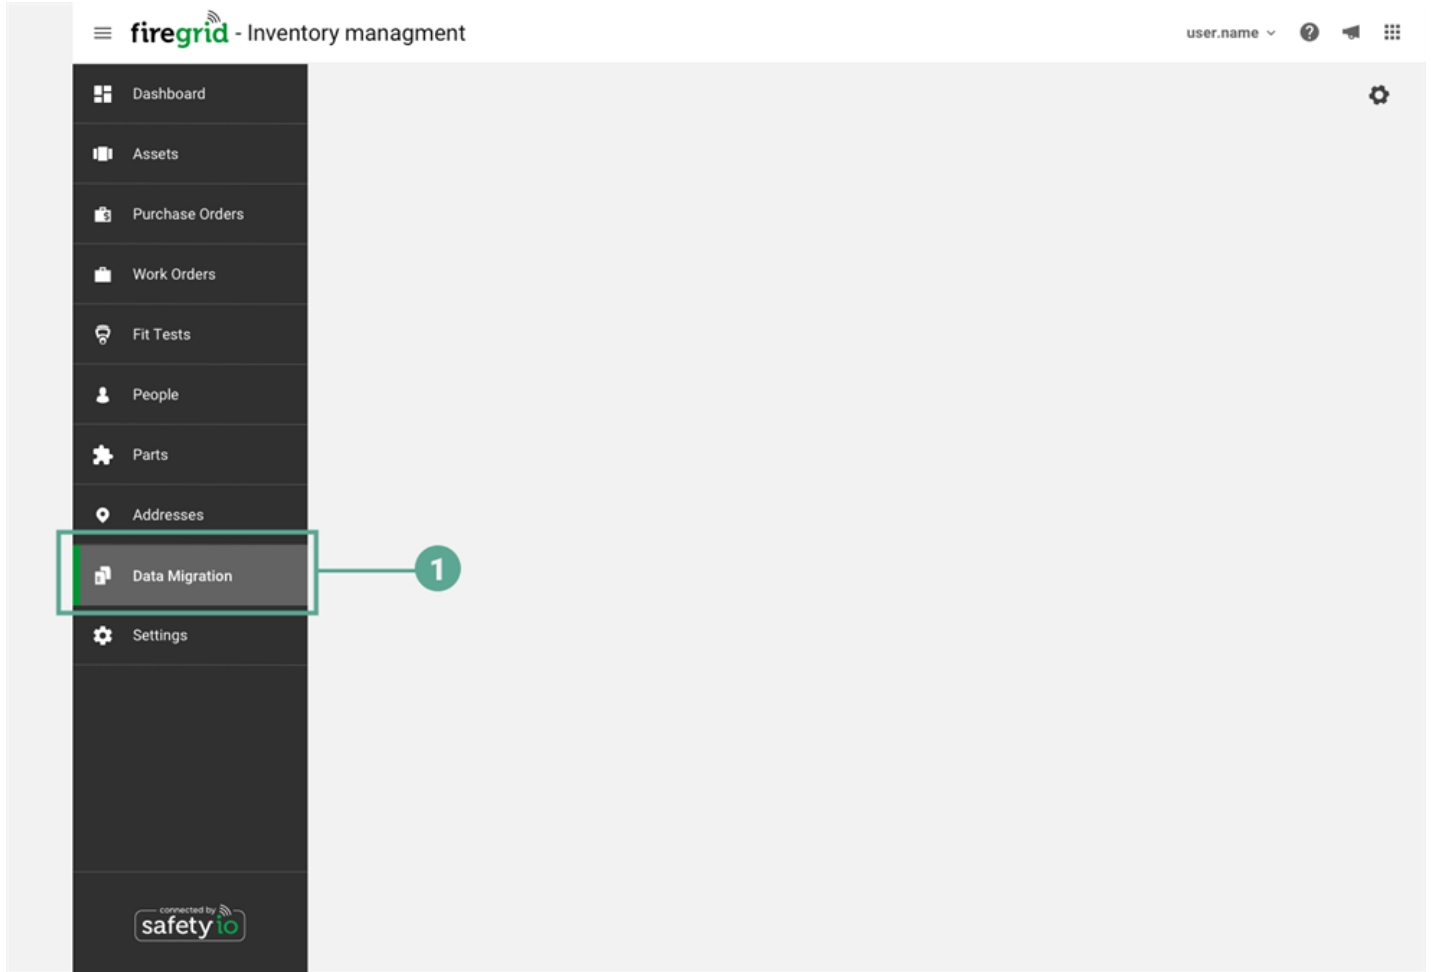 firegrid - Inventory managment
user.name
Dashboard
Assets
Purchase Orders
Work Orders
Fit Tests
People
Parts
Addresses
Data Migration
1
Settings
connected by
safety io